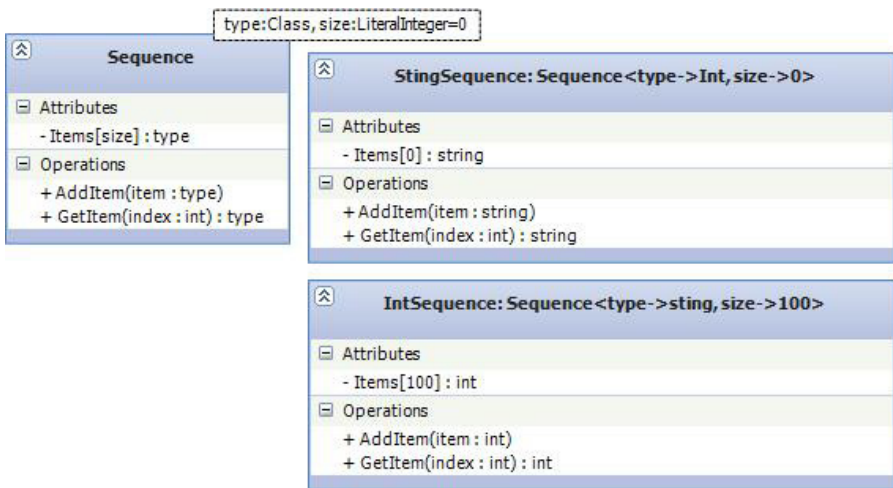 type:Class, size:LiteralInteger=0
Sequence
Attributes
- Items[size] : type
Operations
+ AddItem(item : type)
+ GetItem(index : int) : type
StingSequence: Sequence<type->Int, size->0>
Attributes
- Items[0] : string
Operations
+ AddItem(item : string)
+ GetItem(index : int) : string
IntSequence: Sequence<type->sting, size->100>
Attributes
- Items[100] : int
Operations
+ AddItem(item : int)
+ GetItem(index : int) : int